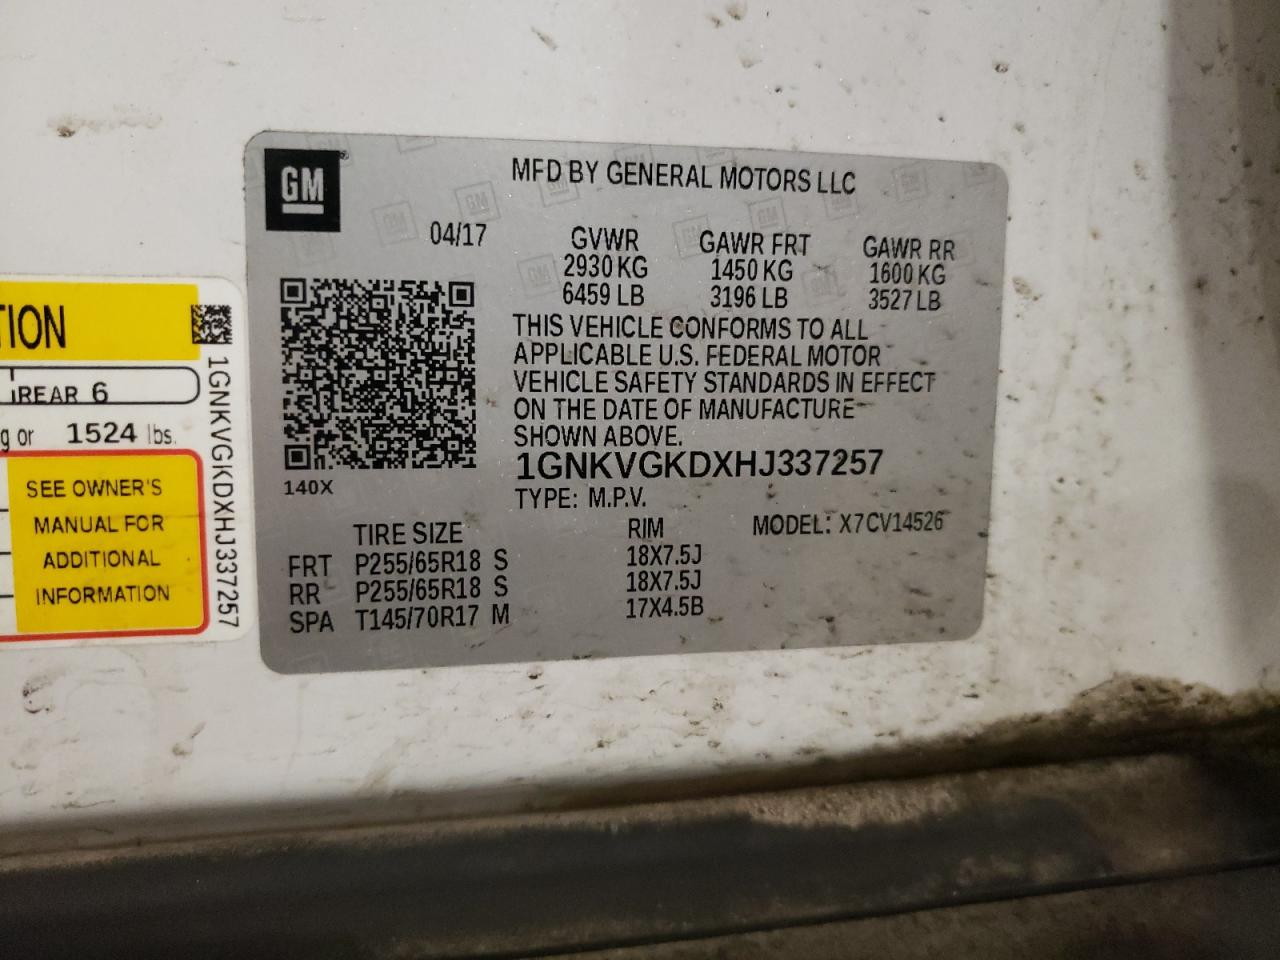 GM
MFD BY GENERAL MOTORS LLC
04/17
GVWR GAWR FRT GAWR RR
2930 KG 1450 KG 1600 KG
6459 LB 3196 LB 3527 LB
THIS VEHICLE CONFORMS TO ALL
APPLICABLE U.S. FEDERAL MOTOR
VEHICLE SAFETY STANDARDS IN EFFECT
ON THE DATE OF MANUFACTURE
SHOWN ABOVE.
1GNKVGKDXHJ337257
140X
TYPE: M.P.V.
TIRE SIZE RIM MODEL: X7CV14526
FRT P255/65R18 S 18X7.5J
RR P255/65R18 S 18X7.5J
SPA T145/70R17 M 17X4.5B
TION
REAR 6
g or 1524 lbs.
SEE OWNER'S
MANUAL FOR
ADDITIONAL
INFORMATION
1GNKVGKDXHJ337257